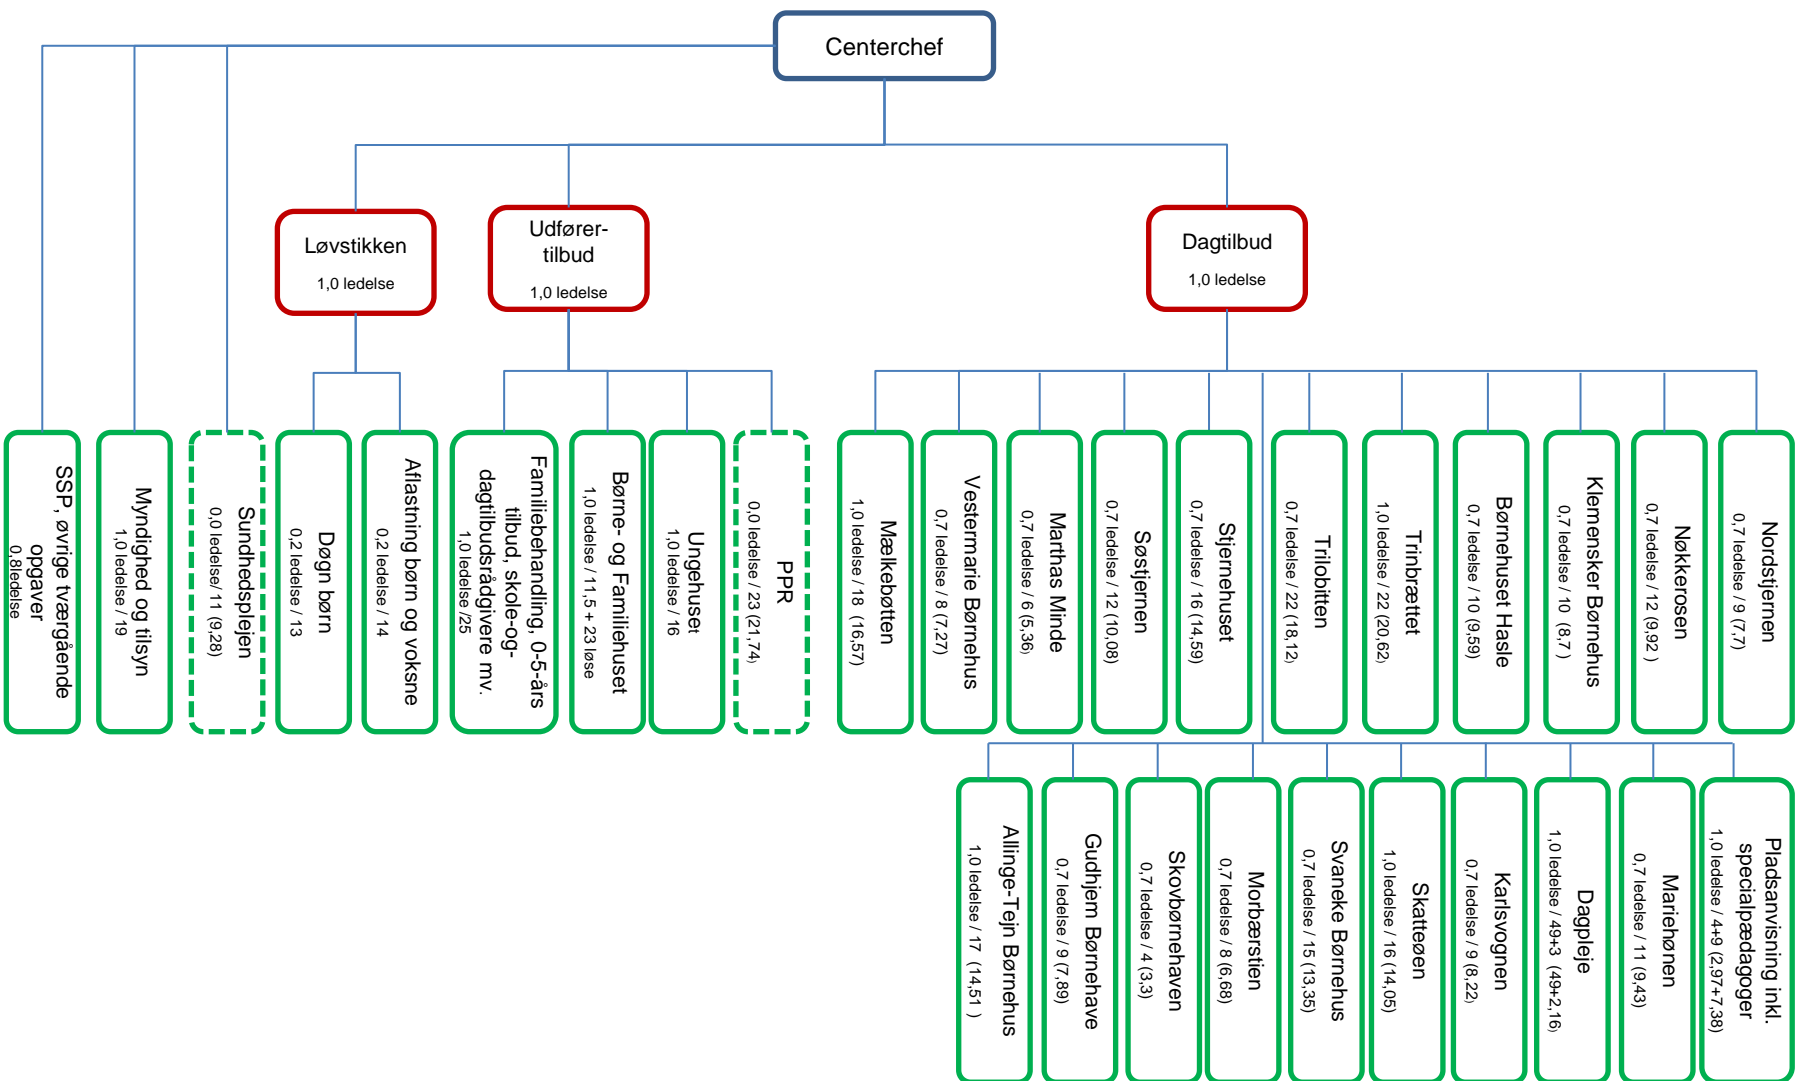 Centerchef
Løvstikken
1,0 ledelse
Udfører-
tilbud
1,0 ledelse
Dagtilbud
1,0 ledelse
SSP, øvrige tværgående
opgaver
0,8ledelse
Myndighed og tilsyn
1,0 ledelse / 19
Sundhedsplejen
0,0 ledelse/ 11 (9,28)
Døgn børn
0,2 ledelse / 13
Aflastning børn og voksne
0,2 ledelse / 14
Familiebehandling, 0-5-års
tilbud, skole-og-
dagtilbudsrådgivere mv.
1,0 ledelse /25
Børne- og Familiehuset
1,0 ledelse / 11,5 + 23 løse
Ungehuset
1,0 ledelse / 16
PPR
0,0 ledelse / 23 (21,74)
Mælkebøtten
1,0 ledelse / 18  (16,57)
Vestermarie Børnehus
0,7 ledelse / 8 (7,27)
Marthas Minde
0,7 ledelse / 6 (5,36)
Søstjernen
0,7 ledelse / 12 (10,08)
Stjernehuset
0,7 ledelse / 16 (14,59)
Trilobitten
0,7 ledelse / 22 (18,12)
Trinbrættet
1,0 ledelse / 22 (20,62)
Børnehuset Hasle
0,7 ledelse / 10 (9,59)
Klemensker Børnehus
0,7 ledelse / 10  (8,7 )
Nøkkerosen
0,7 ledelse / 12 (9,92 )
Nordstjernen
0,7 ledelse / 9 (7,7)
Allinge-Tejn Børnehus
1,0 ledelse / 17  (14,51 )
Gudhjem Børnehave
0,7 ledelse / 9 (7,89)
Skovbørnehaven
0,7 ledelse / 4 (3,3)
Morbærstien
0,7 ledelse / 8 (6,68)
Svaneke Børnehus
0,7 ledelse / 15 (13,35)
Skatteøen
1,0 ledelse / 16 (14,05)
Karlsvognen
0,7 ledelse / 9 (8,22)
Dagpleje
1,0 ledelse / 49+3  (49+2,16)
Mariehønen
0,7 ledelse / 11 (9,43)
Pladsanvisning inkl.
specialpædagoger
1,0 ledelse / 4+9 (2,97+7,38)